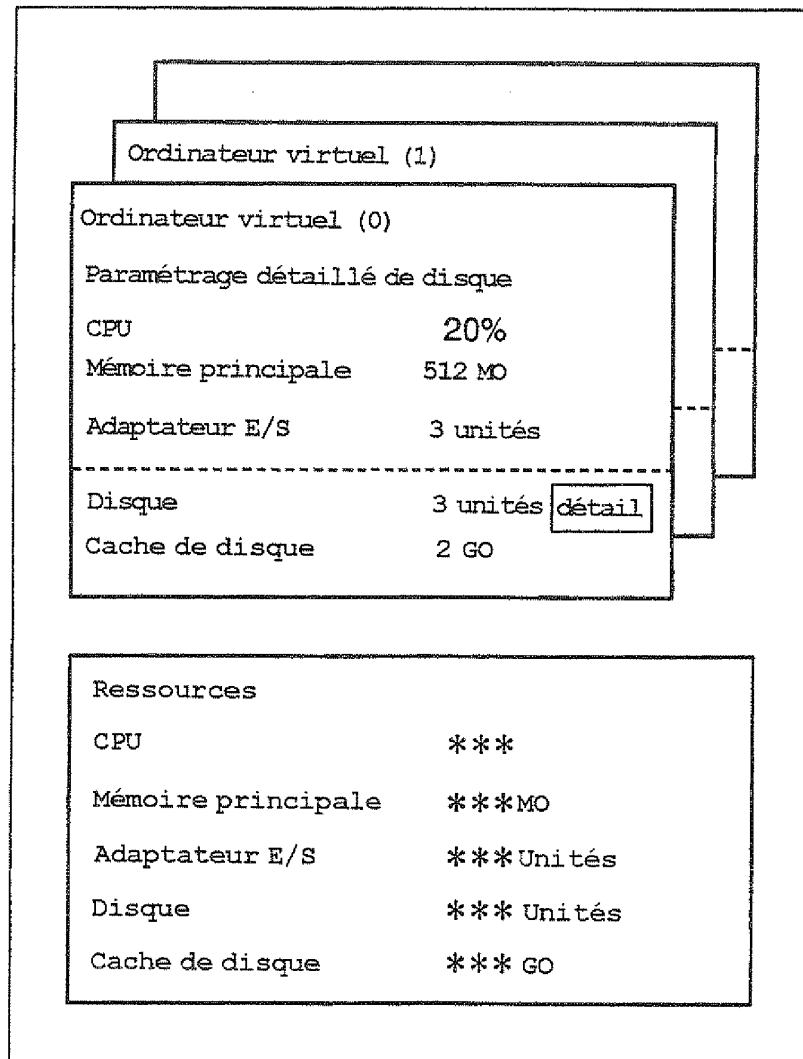 Ordinateur virtuel (1)
Ordinateur virtuel (0)
Paramétrage détaillé de disque
CPU 20%
Mémoire principale 512 MO
Adaptateur E/S 3 unités
Disque 3 unités détail
Cache de disque 2 GO
Ressources
CPU ***
Mémoire principale ***MO
Adaptateur E/S ***Unités
Disque *** Unités
Cache de disque *** GO